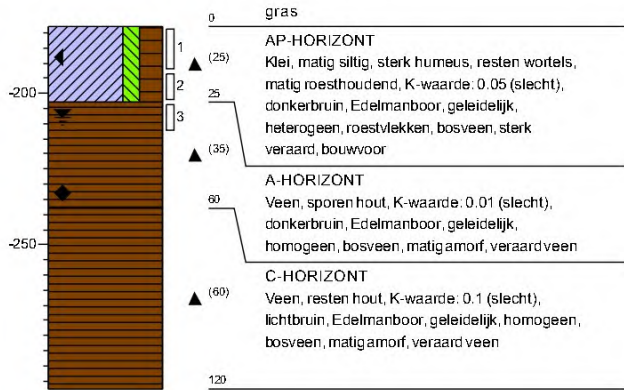 0
gras
AP-HORIZONT
Klei, matig siltig, sterk humeus, resten wortels,
matig roesthoudend, K-waarde: 0.05 (slecht),
donkerbruin, Edelmanboor, geleidelijk,
heterogeen, roestvlekken, bosveen, sterk
veraard, bouwvoor
1
(25)
-200
2
25
3
(35)
A-HORIZONT
Veen, sporen hout, K-waarde: 0.01 (slecht),
donkerbruin, Edelmanboor, geleidelijk,
homogeen, bosveen, matig amorf, veraard veen
60
-250
C-HORIZONT
Veen, resten hout, K-waarde: 0.1 (slecht),
lichtbruin, Edelmanboor, geleidelijk, homogeen,
bosveen, matig amorf, veraard veen
(60)
120